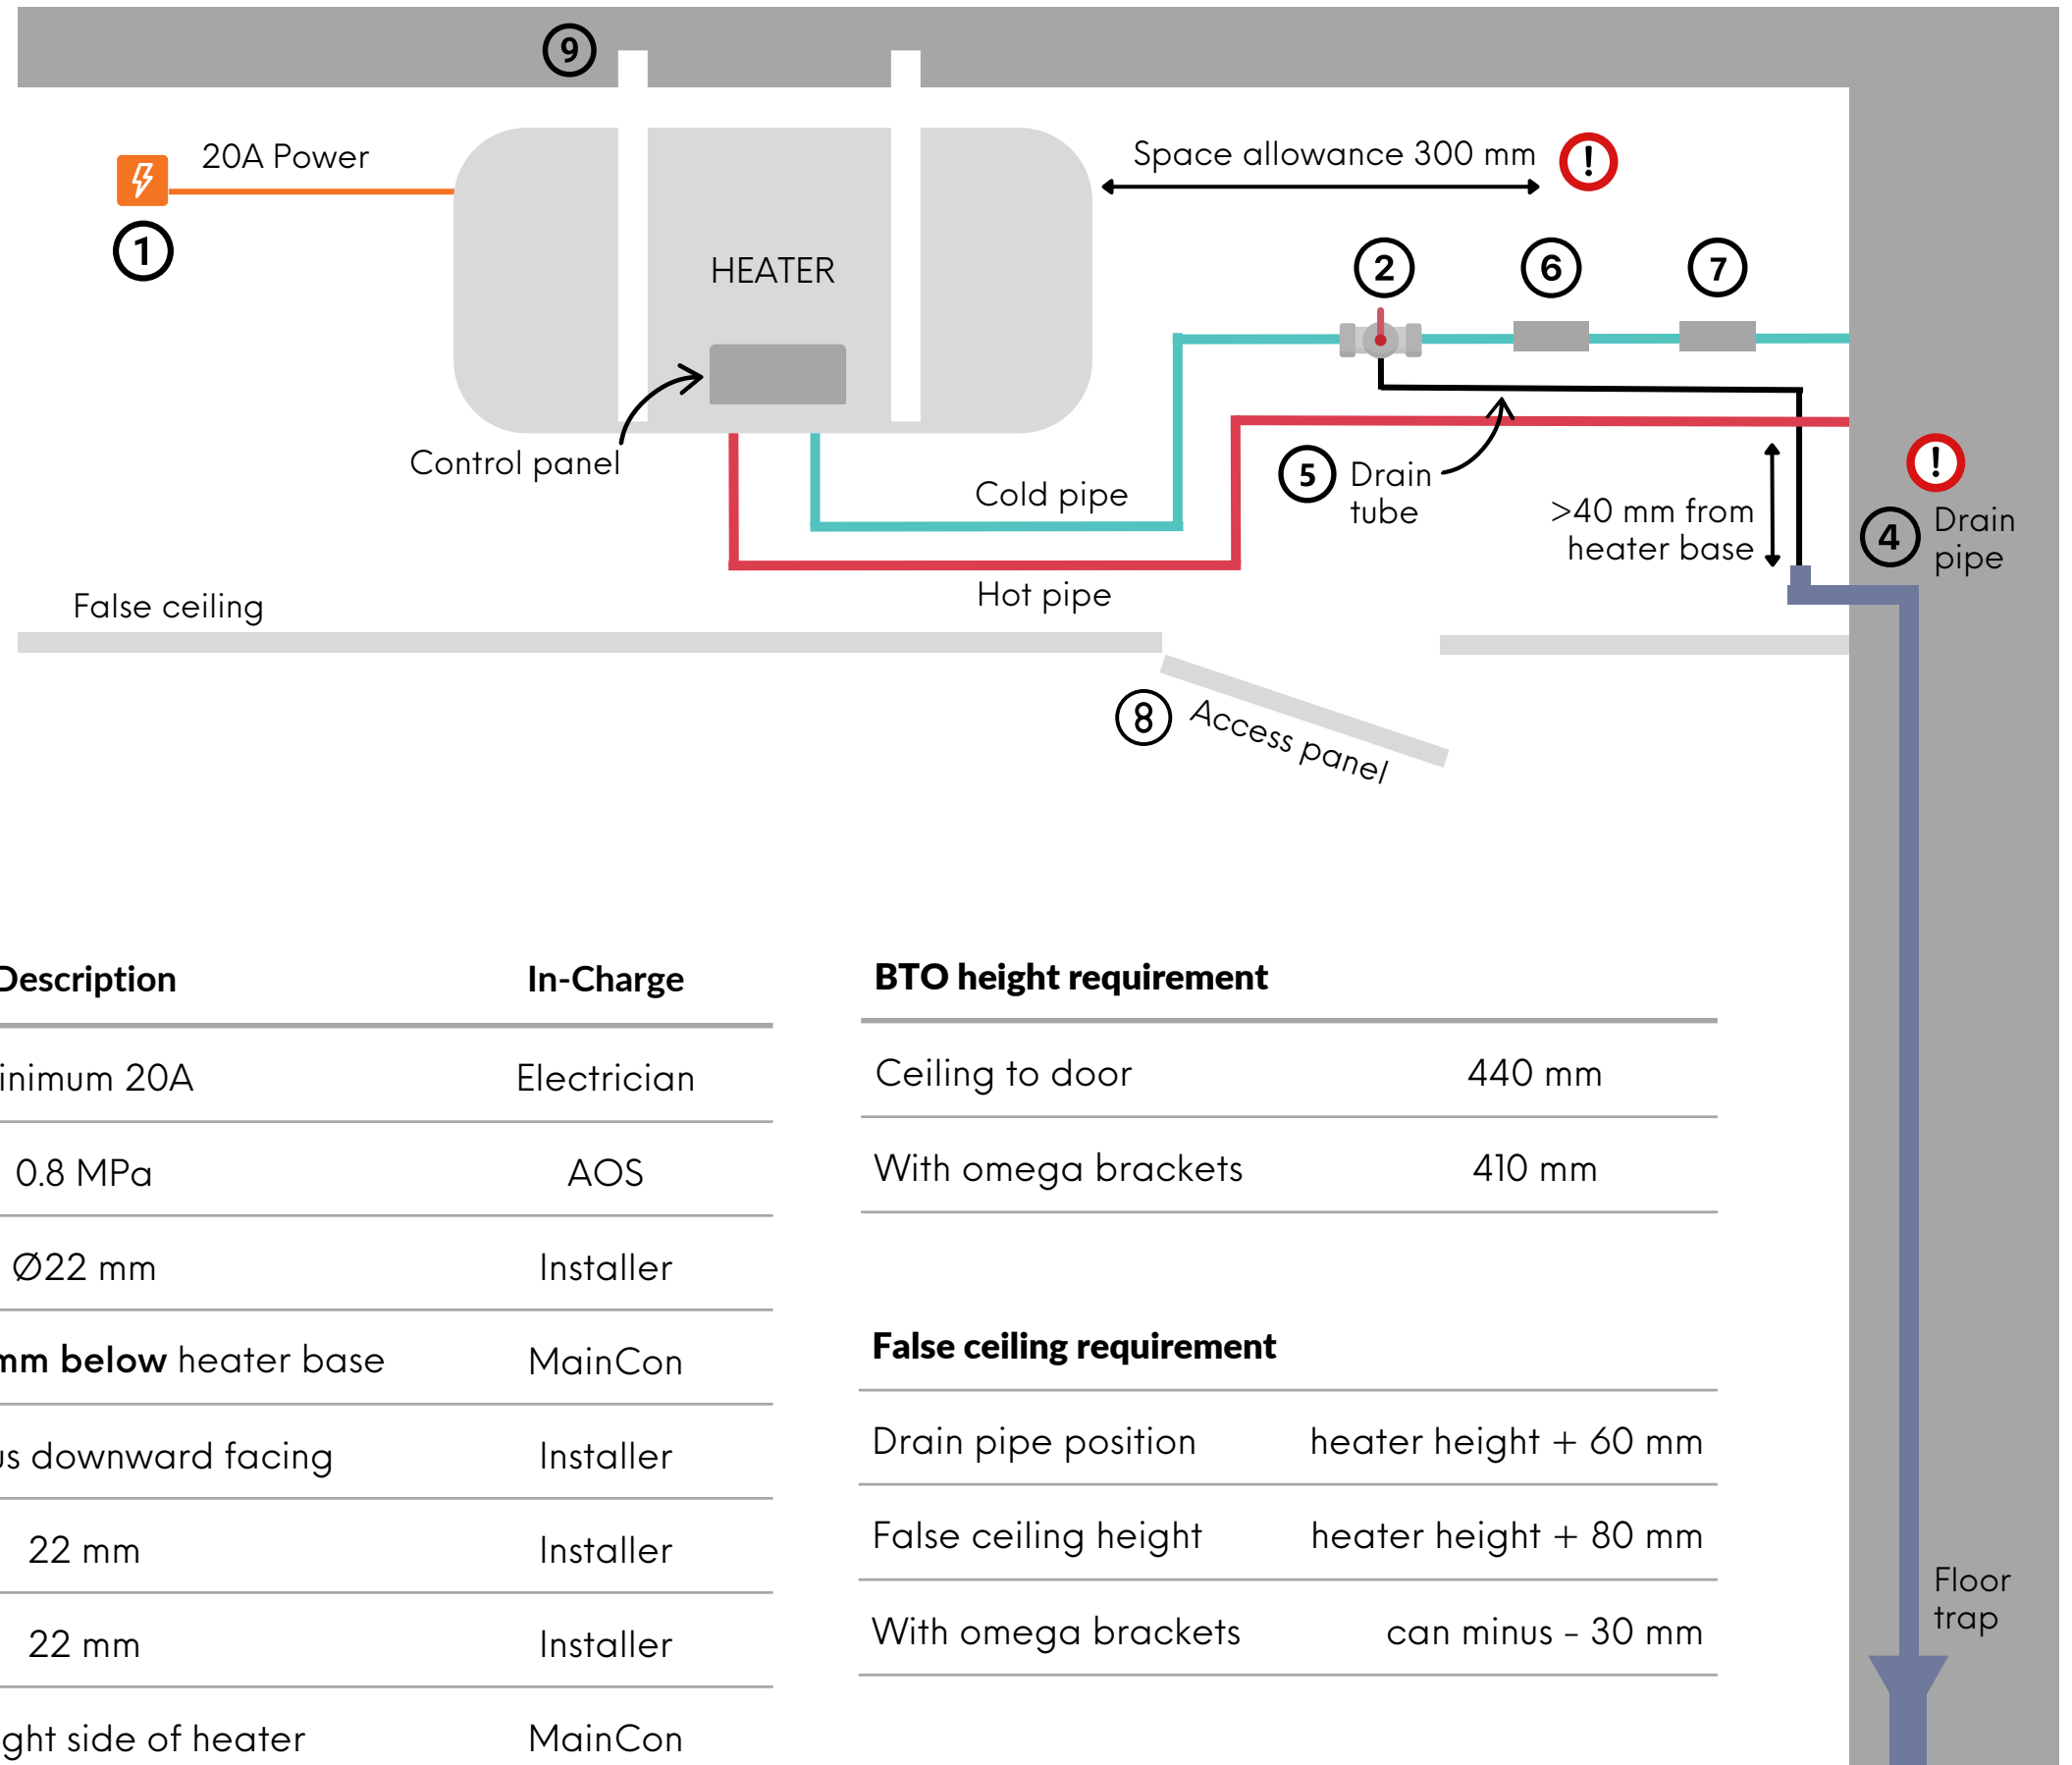 9
20A Power
Space allowance 300 mm
!
1
2
6
7
HEATER
Control panel
Cold pipe
5
Drain
tube
>40 mm from
heater base
!
4
Drain
pipe
False ceiling
Hot pipe
8
Access panel
Description In-Charge
20A Electrician
0.8 MPa AOS
Ø22 mm Installer
mm below heater base MainCon
downward facing Installer
22 mm Installer
22 mm Installer
side of heater MainCon
BTO height requirement
Ceiling to door 440 mm
With omega brackets 410 mm
False ceiling requirement
Drain pipe position heater height + 60 mm
False ceiling height heater height + 80 mm
With omega brackets can minus - 30 mm
Floor
trap